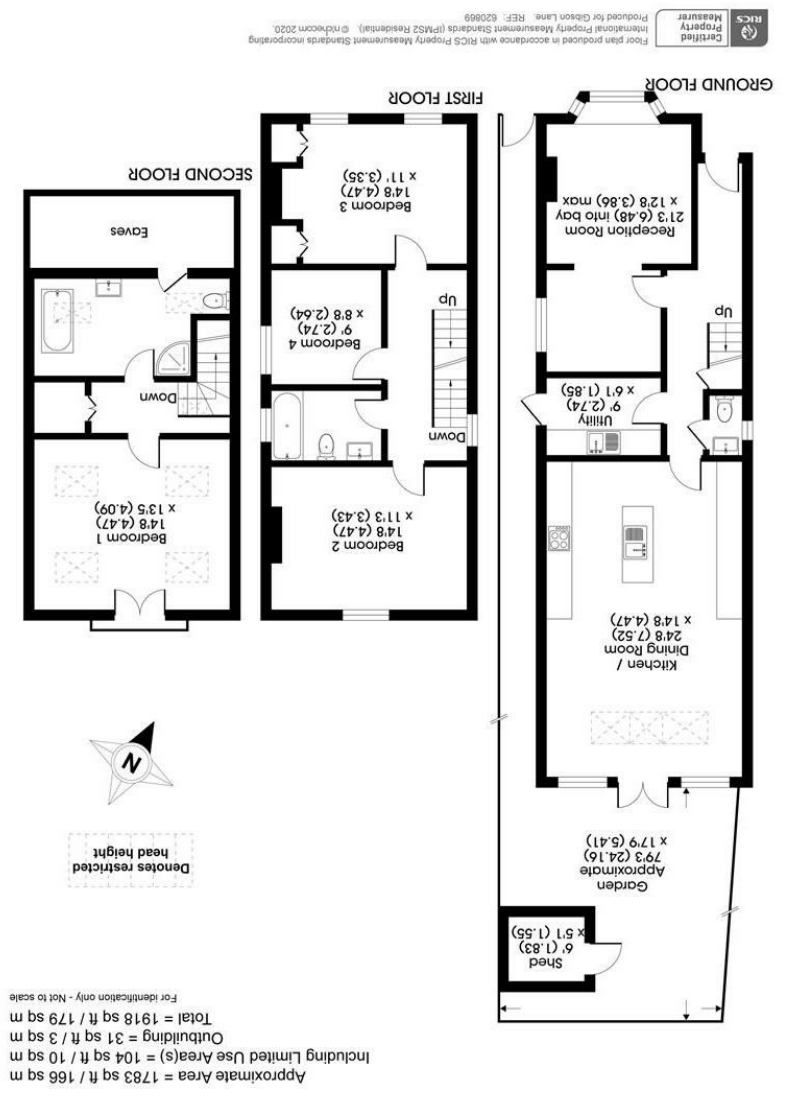 Approximate Area = 1783 sq ft / 166 sq m
Including Limited Use Area(s) = 104 sq ft / 10 sq m
Outbuilding = 31 sq ft / 3 sq m
Total = 1918 sq ft / 179 sq m
For identification only - Not to scale
Shed
6' (1.83)
x 5'1 (1.55)
Garden
Approximate
79'3 (24.16)
x 17'9 (5.41)
Denotes restricted
head height
N
Kitchen /
Dining Room
24'8 (7.52)
x 14'8 (4.47)
Utility
9' (2.74)
x 6'1 (1.85)
Up
Reception Room
21'3 (6.48) into bay
x 12'8 (3.86) max
GROUND FLOOR
Bedroom 2
14'8 (4.47)
x 11'3 (3.43)
Down
Bedroom 4
9' (2.74)
x 8'8 (2.64)
Up
Bedroom 3
14'8 (4.47)
x 11' (3.35)
FIRST FLOOR
Bedroom 1
14'8 (4.47)
x 13'5 (4.09)
Down
Eaves
SECOND FLOOR
RICS
Certified
Property
Measurer
Floor plan produced in accordance with RICS Property Measurement Standards incorporating
International Property Measurement Standards (IPMS2 Residential). © nichecom 2020.
Produced for Gibson Lane. REF: 620869